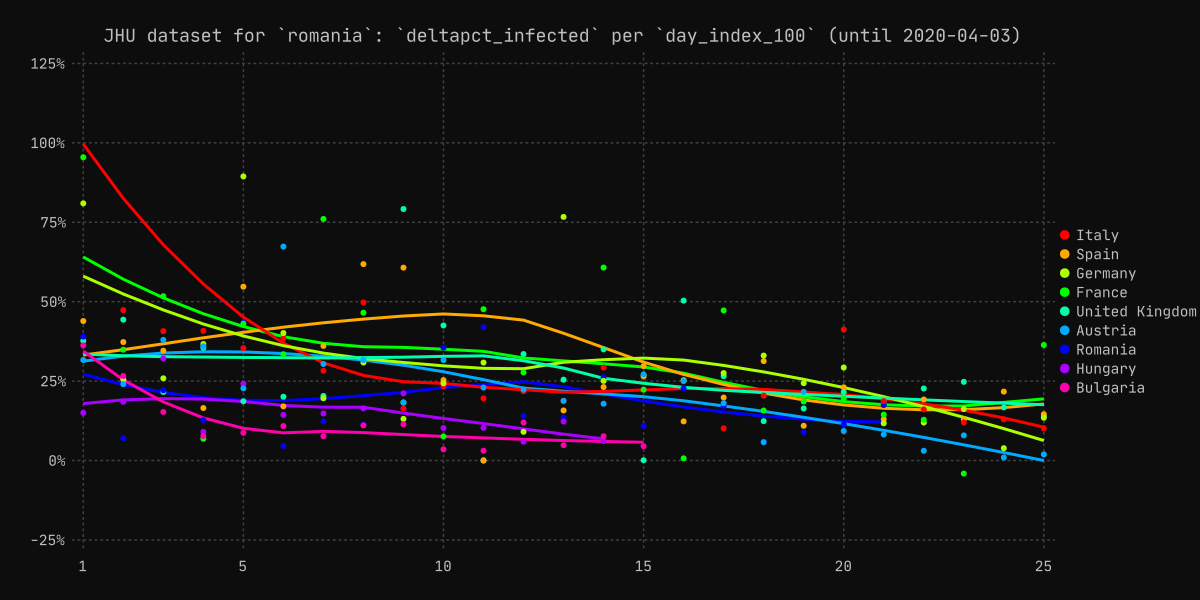 JHU dataset for `romania`: `deltapct_infected` per `day_index_100` (until 2020-04-03)
125%
100%
75%
50%
25%
0%
−25%
1 5 10 15 20 25
Italy
Spain
Germany
France
United Kingdom
Austria
Romania
Hungary
Bulgaria